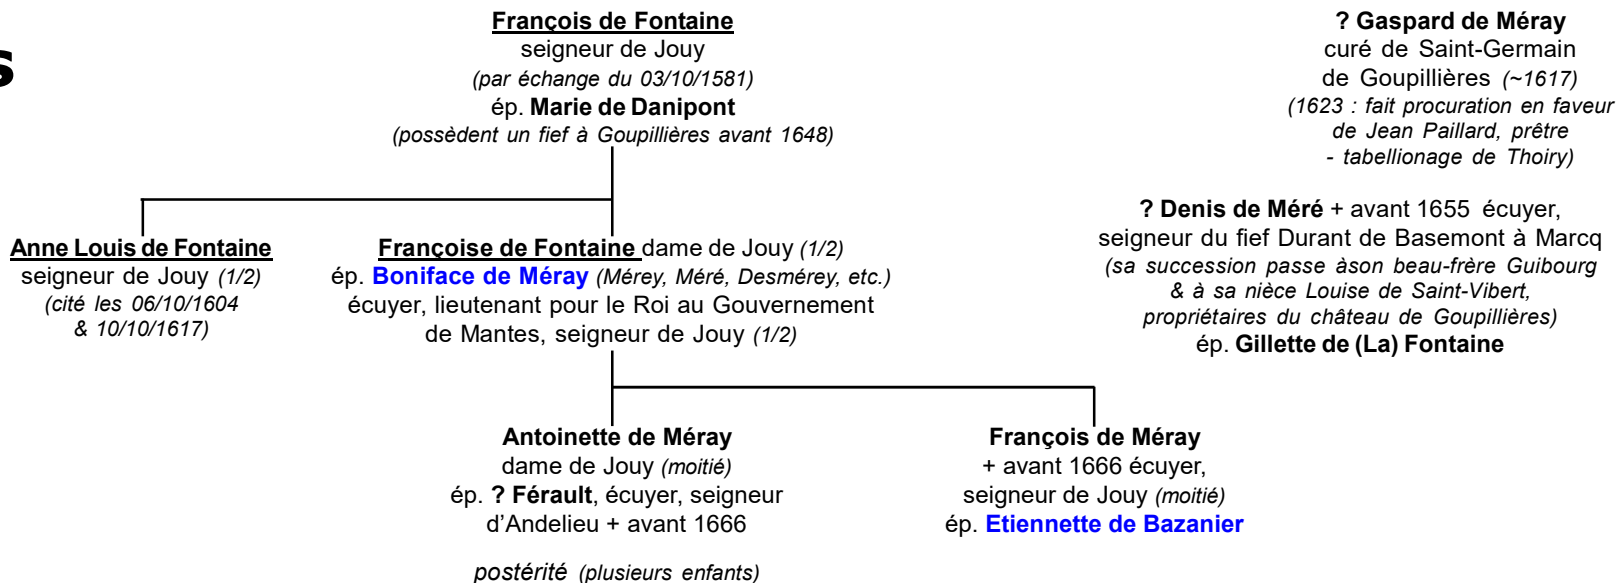 s
François de Fontaine
seigneur de Jouy
(par échange du 03/10/1581)
ép. Marie de Danipont
(possèdent un fief à Goupillières avant 1648)
? Gaspard de Méray
curé de Saint-Germain
de Goupillières (~1617)
(1623 : fait procuration en faveur
de Jean Paillard, prêtre
- tabellionage de Thoiry)
Anne Louis de Fontaine
seigneur de Jouy (1/2)
(cité les 06/10/1604
& 10/10/1617)
Françoise de Fontaine dame de Jouy (1/2)
ép. Boniface de Méray (Mérey, Méré, Desmérey, etc.)
écuyer, lieutenant pour le Roi au Gouvernement
de Mantes, seigneur de Jouy (1/2)
? Denis de Méré + avant 1655 écuyer,
seigneur du fief Durant de Basemont à Marcq
(sa succession passe àson beau-frère Guibourg
& à sa nièce Louise de Saint-Vibert,
propriétaires du château de Goupillières)
ép. Gillette de (La) Fontaine
Antoinette de Méray
dame de Jouy (moitié)
ép. ? Férault, écuyer, seigneur
d'Andelieu + avant 1666
postérité (plusieurs enfants)
François de Méray
+ avant 1666 écuyer,
seigneur de Jouy (moitié)
ép. Etiennette de Bazanier